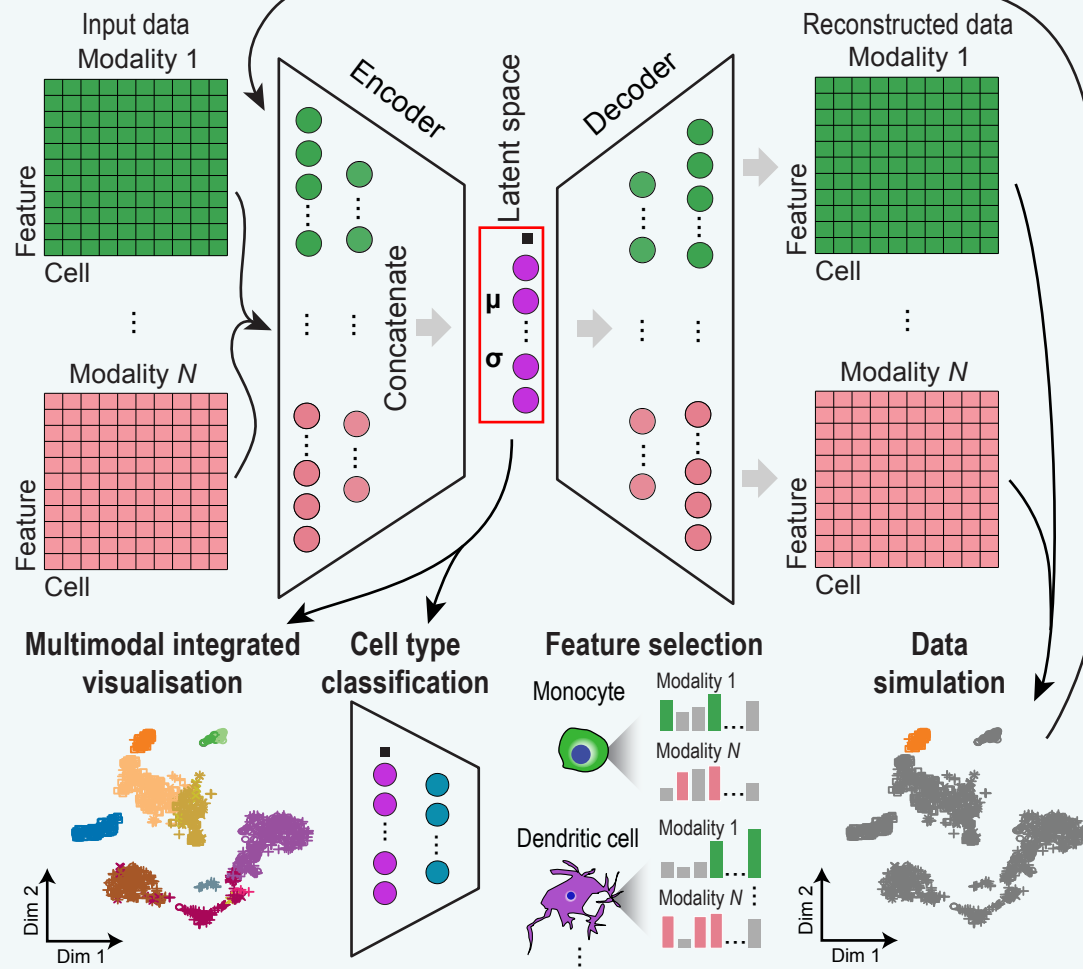 Input data
Modality 1
Feature
Cell
⋮
Modality N
Feature
Cell
Encoder
Concatenate
Latent space
μ
σ
Decoder
Reconstructed data
Modality 1
Feature
Cell
⋮
Modality N
Feature
Cell
Multimodal integrated
visualisation
Dim 2
Dim 1
Cell type
classification
Feature selection
Monocyte
Modality 1
...
Modality N
...
Dendritic cell
Modality 1
...
Modality N
...
⋮
Data
simulation
Dim 2
Dim 1